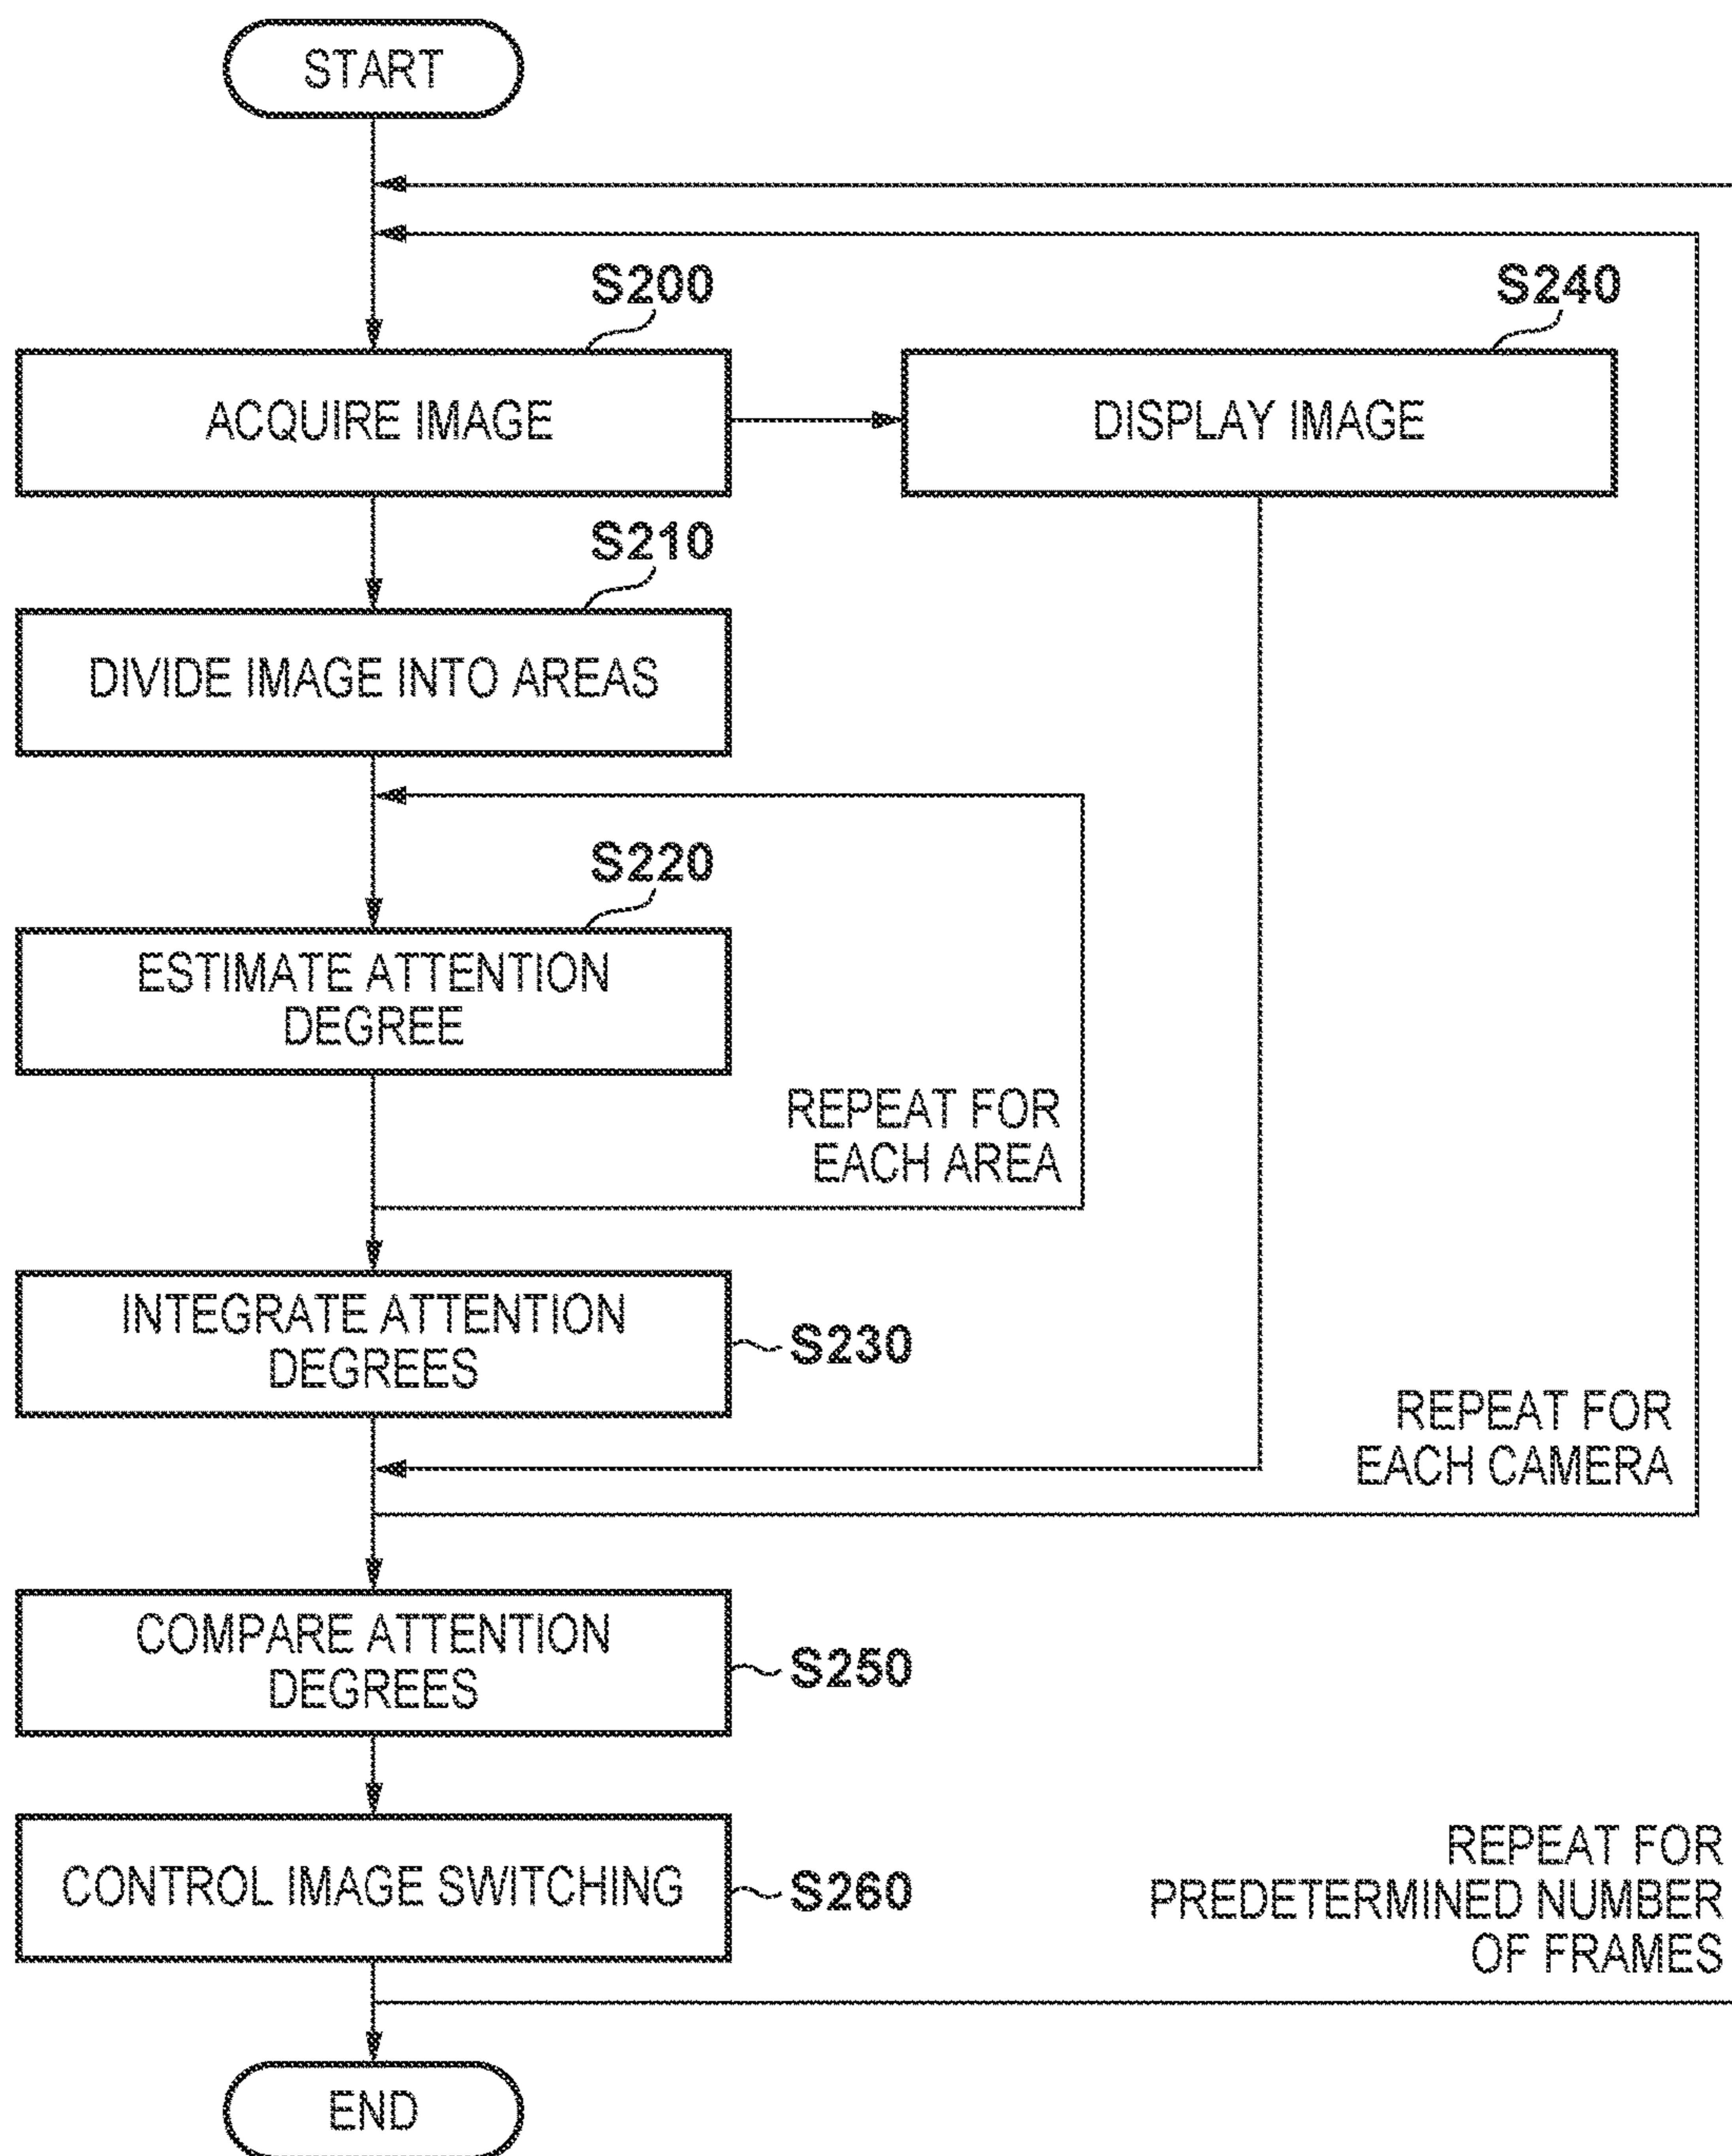 START
S200
S240
ACQUIRE IMAGE
DISPLAY IMAGE
S210
DIVIDE IMAGE INTO AREAS
S220
ESTIMATE ATTENTION
DEGREE
REPEAT FOR
EACH AREA
INTEGRATE ATTENTION
DEGREES
S230
REPEAT FOR
EACH CAMERA
COMPARE ATTENTION
DEGREES
S250
CONTROL IMAGE SWITCHING
S260
REPEAT FOR
PREDETERMINED NUMBER
OF FRAMES
END